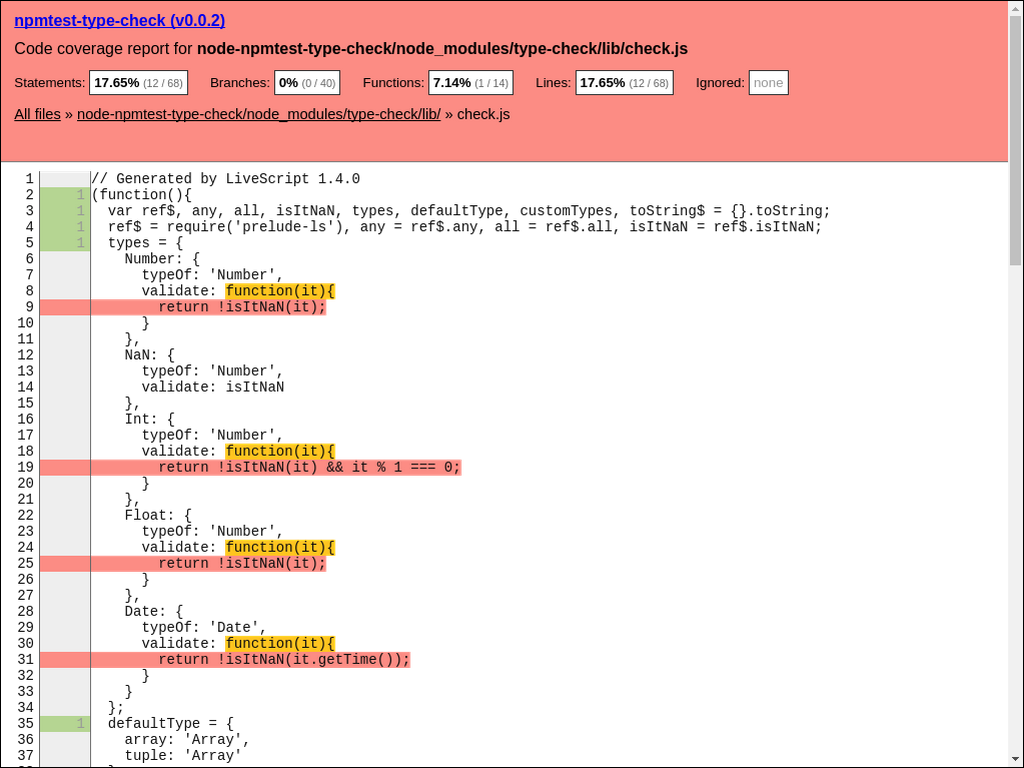 npmtest-type-check (v0.0.2)
Code coverage report for node-npmtest-type-check/node_modules/type-check/lib/check.js
Statements: 17.65% (12 / 68) Branches: 0% (0 / 40) Functions: 7.14% (1 / 14) Lines: 17.65% (12 / 68) Ignored: none
All files » node-npmtest-type-check/node_modules/type-check/lib/ » check.js
1 // Generated by LiveScript 1.4.0
2 1 (function(){
3 1 var ref$, any, all, isItNaN, types, defaultType, customTypes, toString$ = {}.toString;
4 1 ref$ = require('prelude-ls'), any = ref$.any, all = ref$.all, isItNaN = ref$.isItNaN;
5 1 types = {
6 Number: {
7 typeOf: 'Number',
8 validate: function(it){
9 return !isItNaN(it);
10 }
11 },
12 NaN: {
13 typeOf: 'Number',
14 validate: isItNaN
15 },
16 Int: {
17 typeOf: 'Number',
18 validate: function(it){
19 return !isItNaN(it) && it % 1 === 0;
20 }
21 },
22 Float: {
23 typeOf: 'Number',
24 validate: function(it){
25 return !isItNaN(it);
26 }
27 },
28 Date: {
29 typeOf: 'Date',
30 validate: function(it){
31 return !isItNaN(it.getTime());
32 }
33 }
34 };
35 1 defaultType = {
36 array: 'Array',
37 tuple: 'Array'